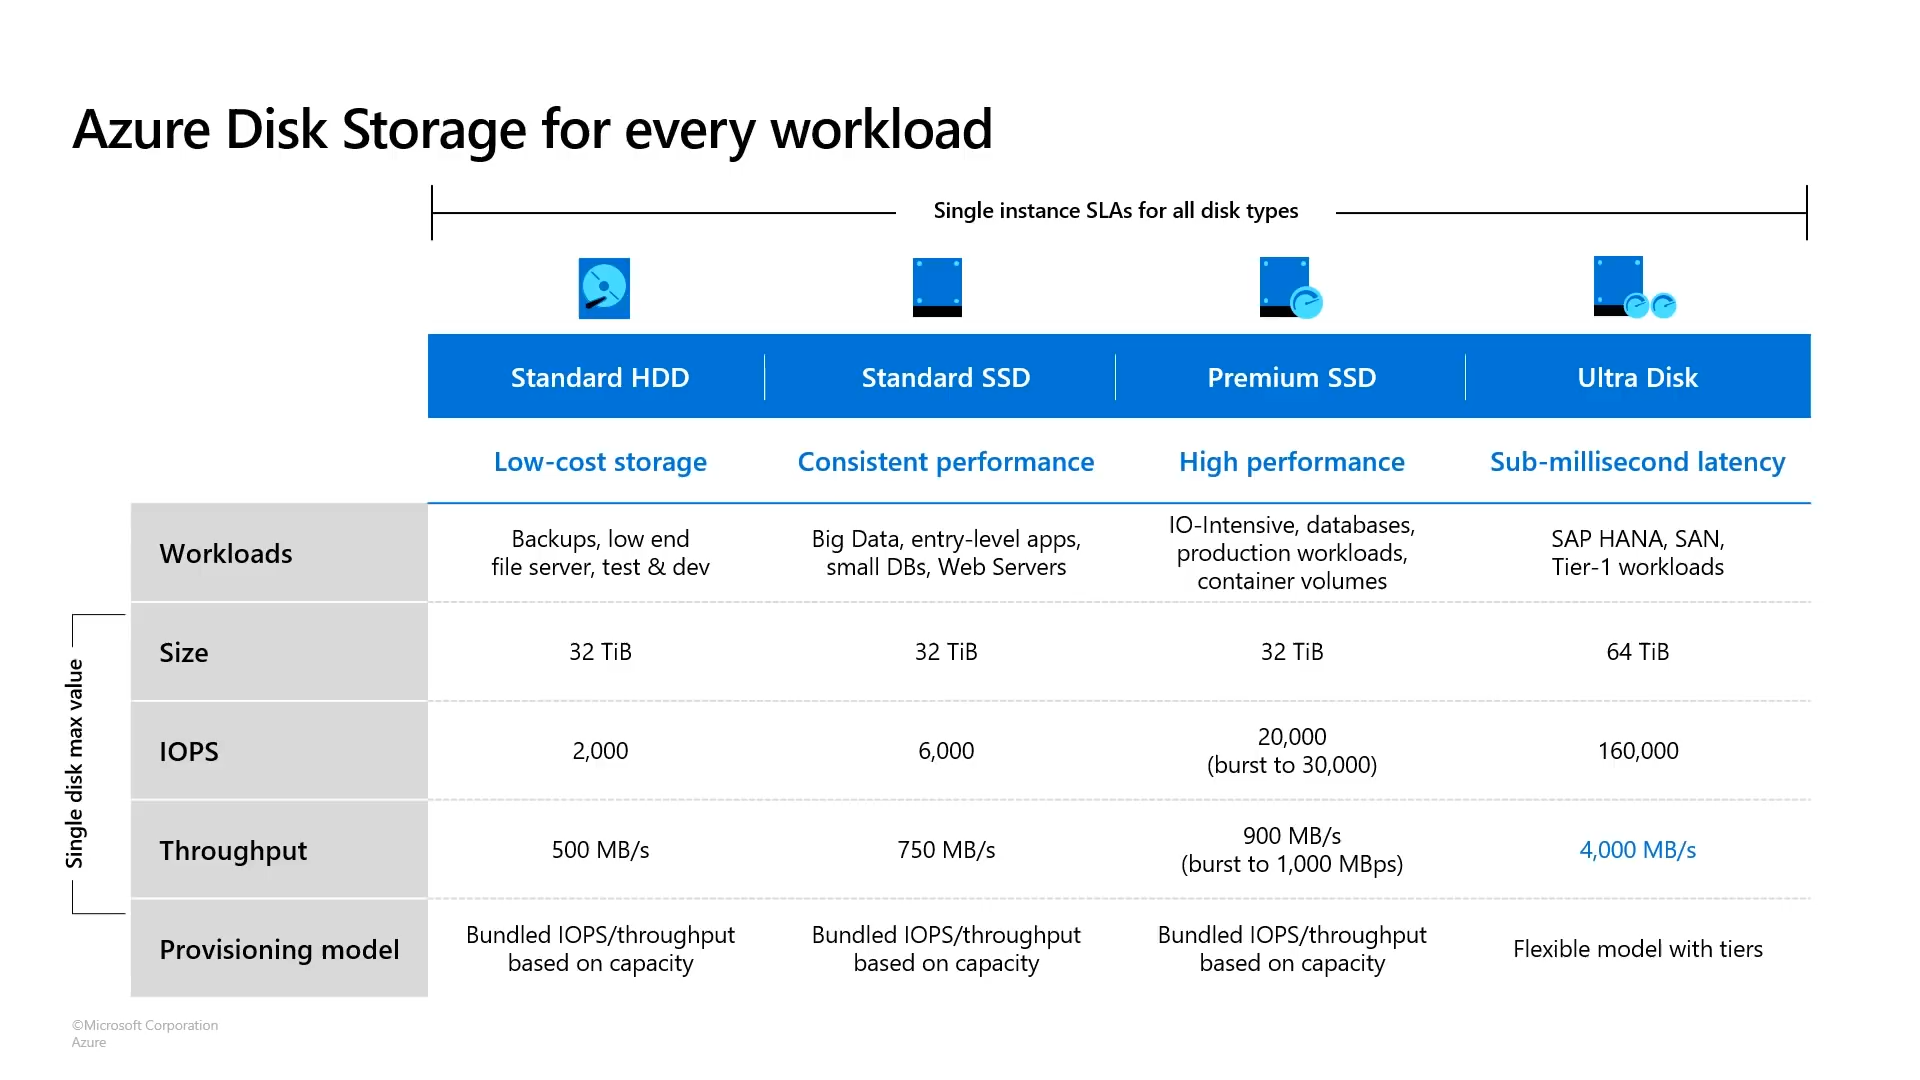 Azure Disk Storage for every workload
Single instance SLAs for all disk types
Standard HDD
Standard SSD
Premium SSD
Ultra Disk
Low-cost storage
Consistent performance
High performance
Sub-millisecond latency
Workloads
Backups, low end
file server, test & dev
Big Data, entry-level apps,
small DBs, Web Servers
IO-Intensive, databases,
production workloads,
container volumes
SAP HANA, SAN,
Tier-1 workloads
Single disk max value
Size
32 TiB
32 TiB
32 TiB
64 TiB
IOPS
2,000
6,000
20,000
(burst to 30,000)
160,000
Throughput
500 MB/s
750 MB/s
900 MB/s
(burst to 1,000 MBps)
4,000 MB/s
Provisioning model
Bundled IOPS/throughput
based on capacity
Bundled IOPS/throughput
based on capacity
Bundled IOPS/throughput
based on capacity
Flexible model with tiers
©Microsoft Corporation
Azure